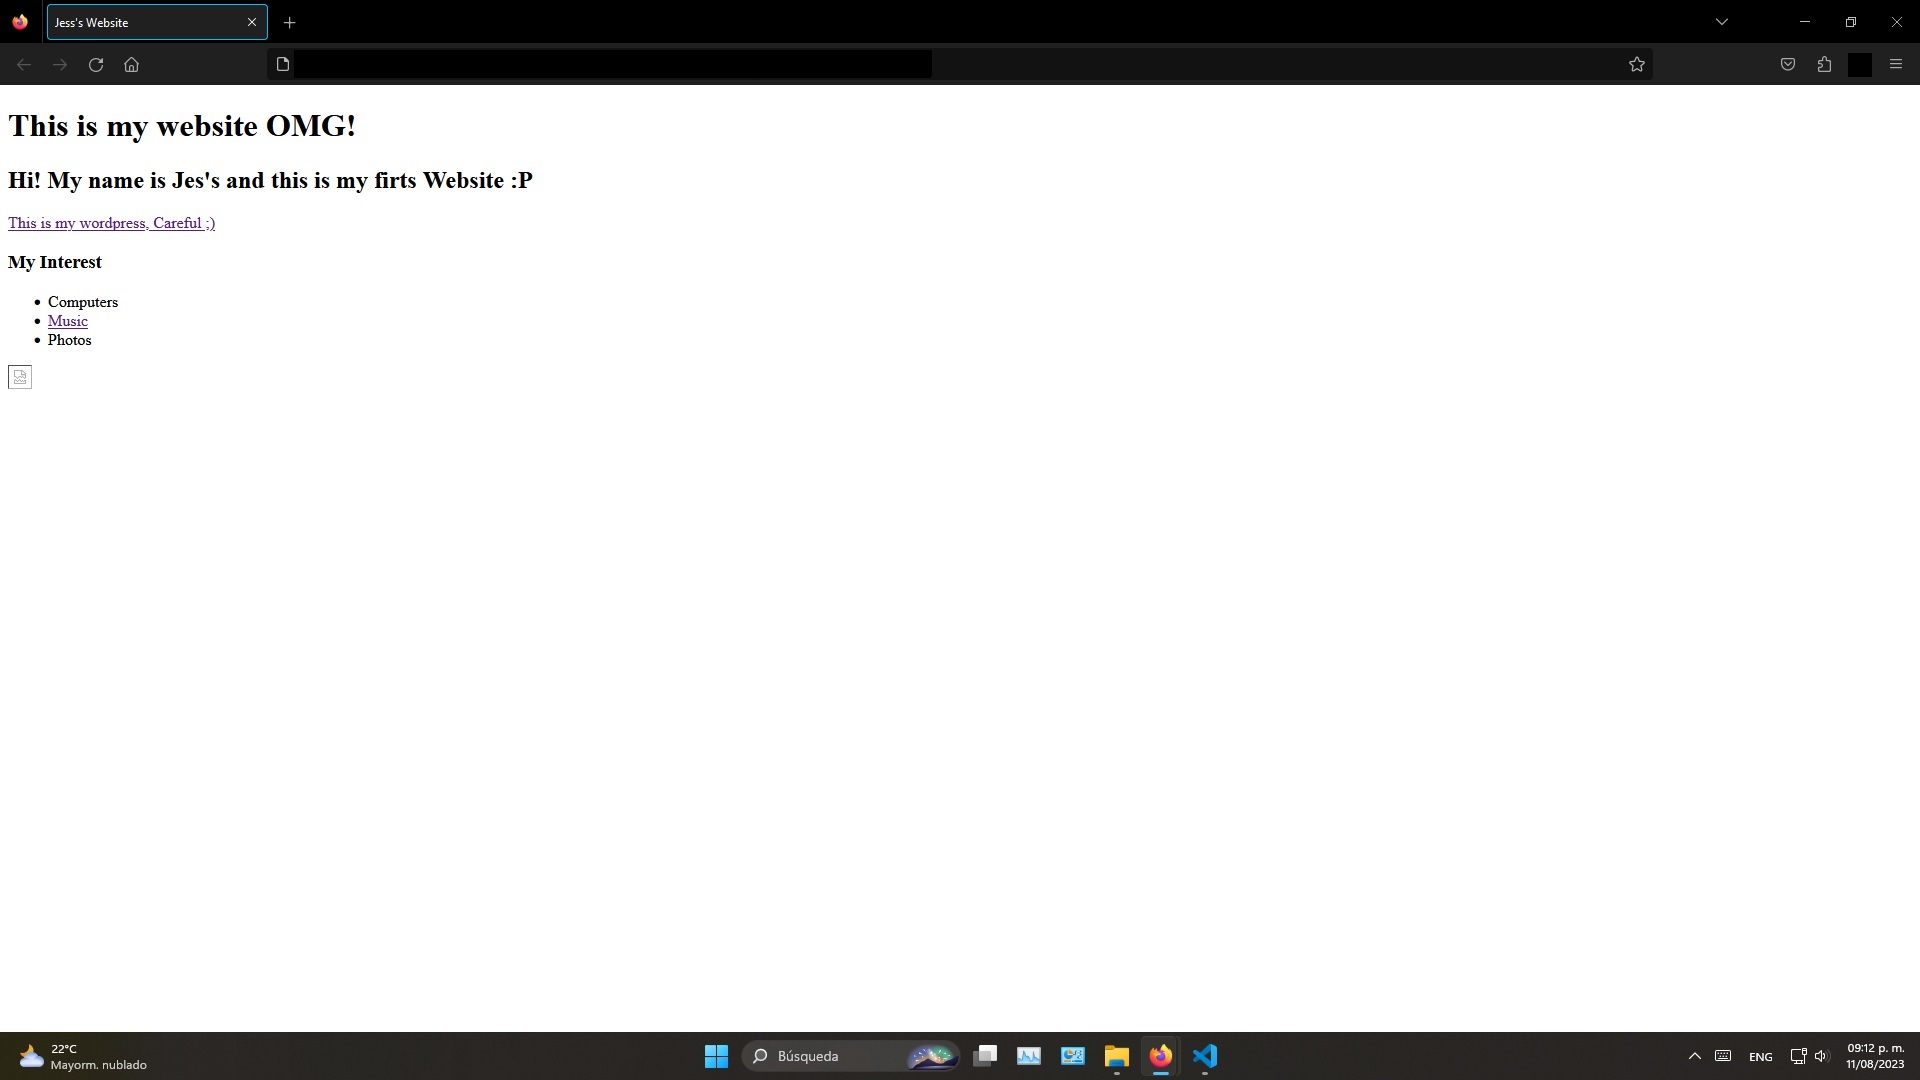 Jess's Website
This is my website OMG!
Hi! My name is Jes's and this is my firts Website :P
This is my wordpress, Careful ;)
My Interest
Computers
Music
Photos
22°C
Mayorm. nublado
Búsqueda
ENG
09:12 p. m.
11/08/2023